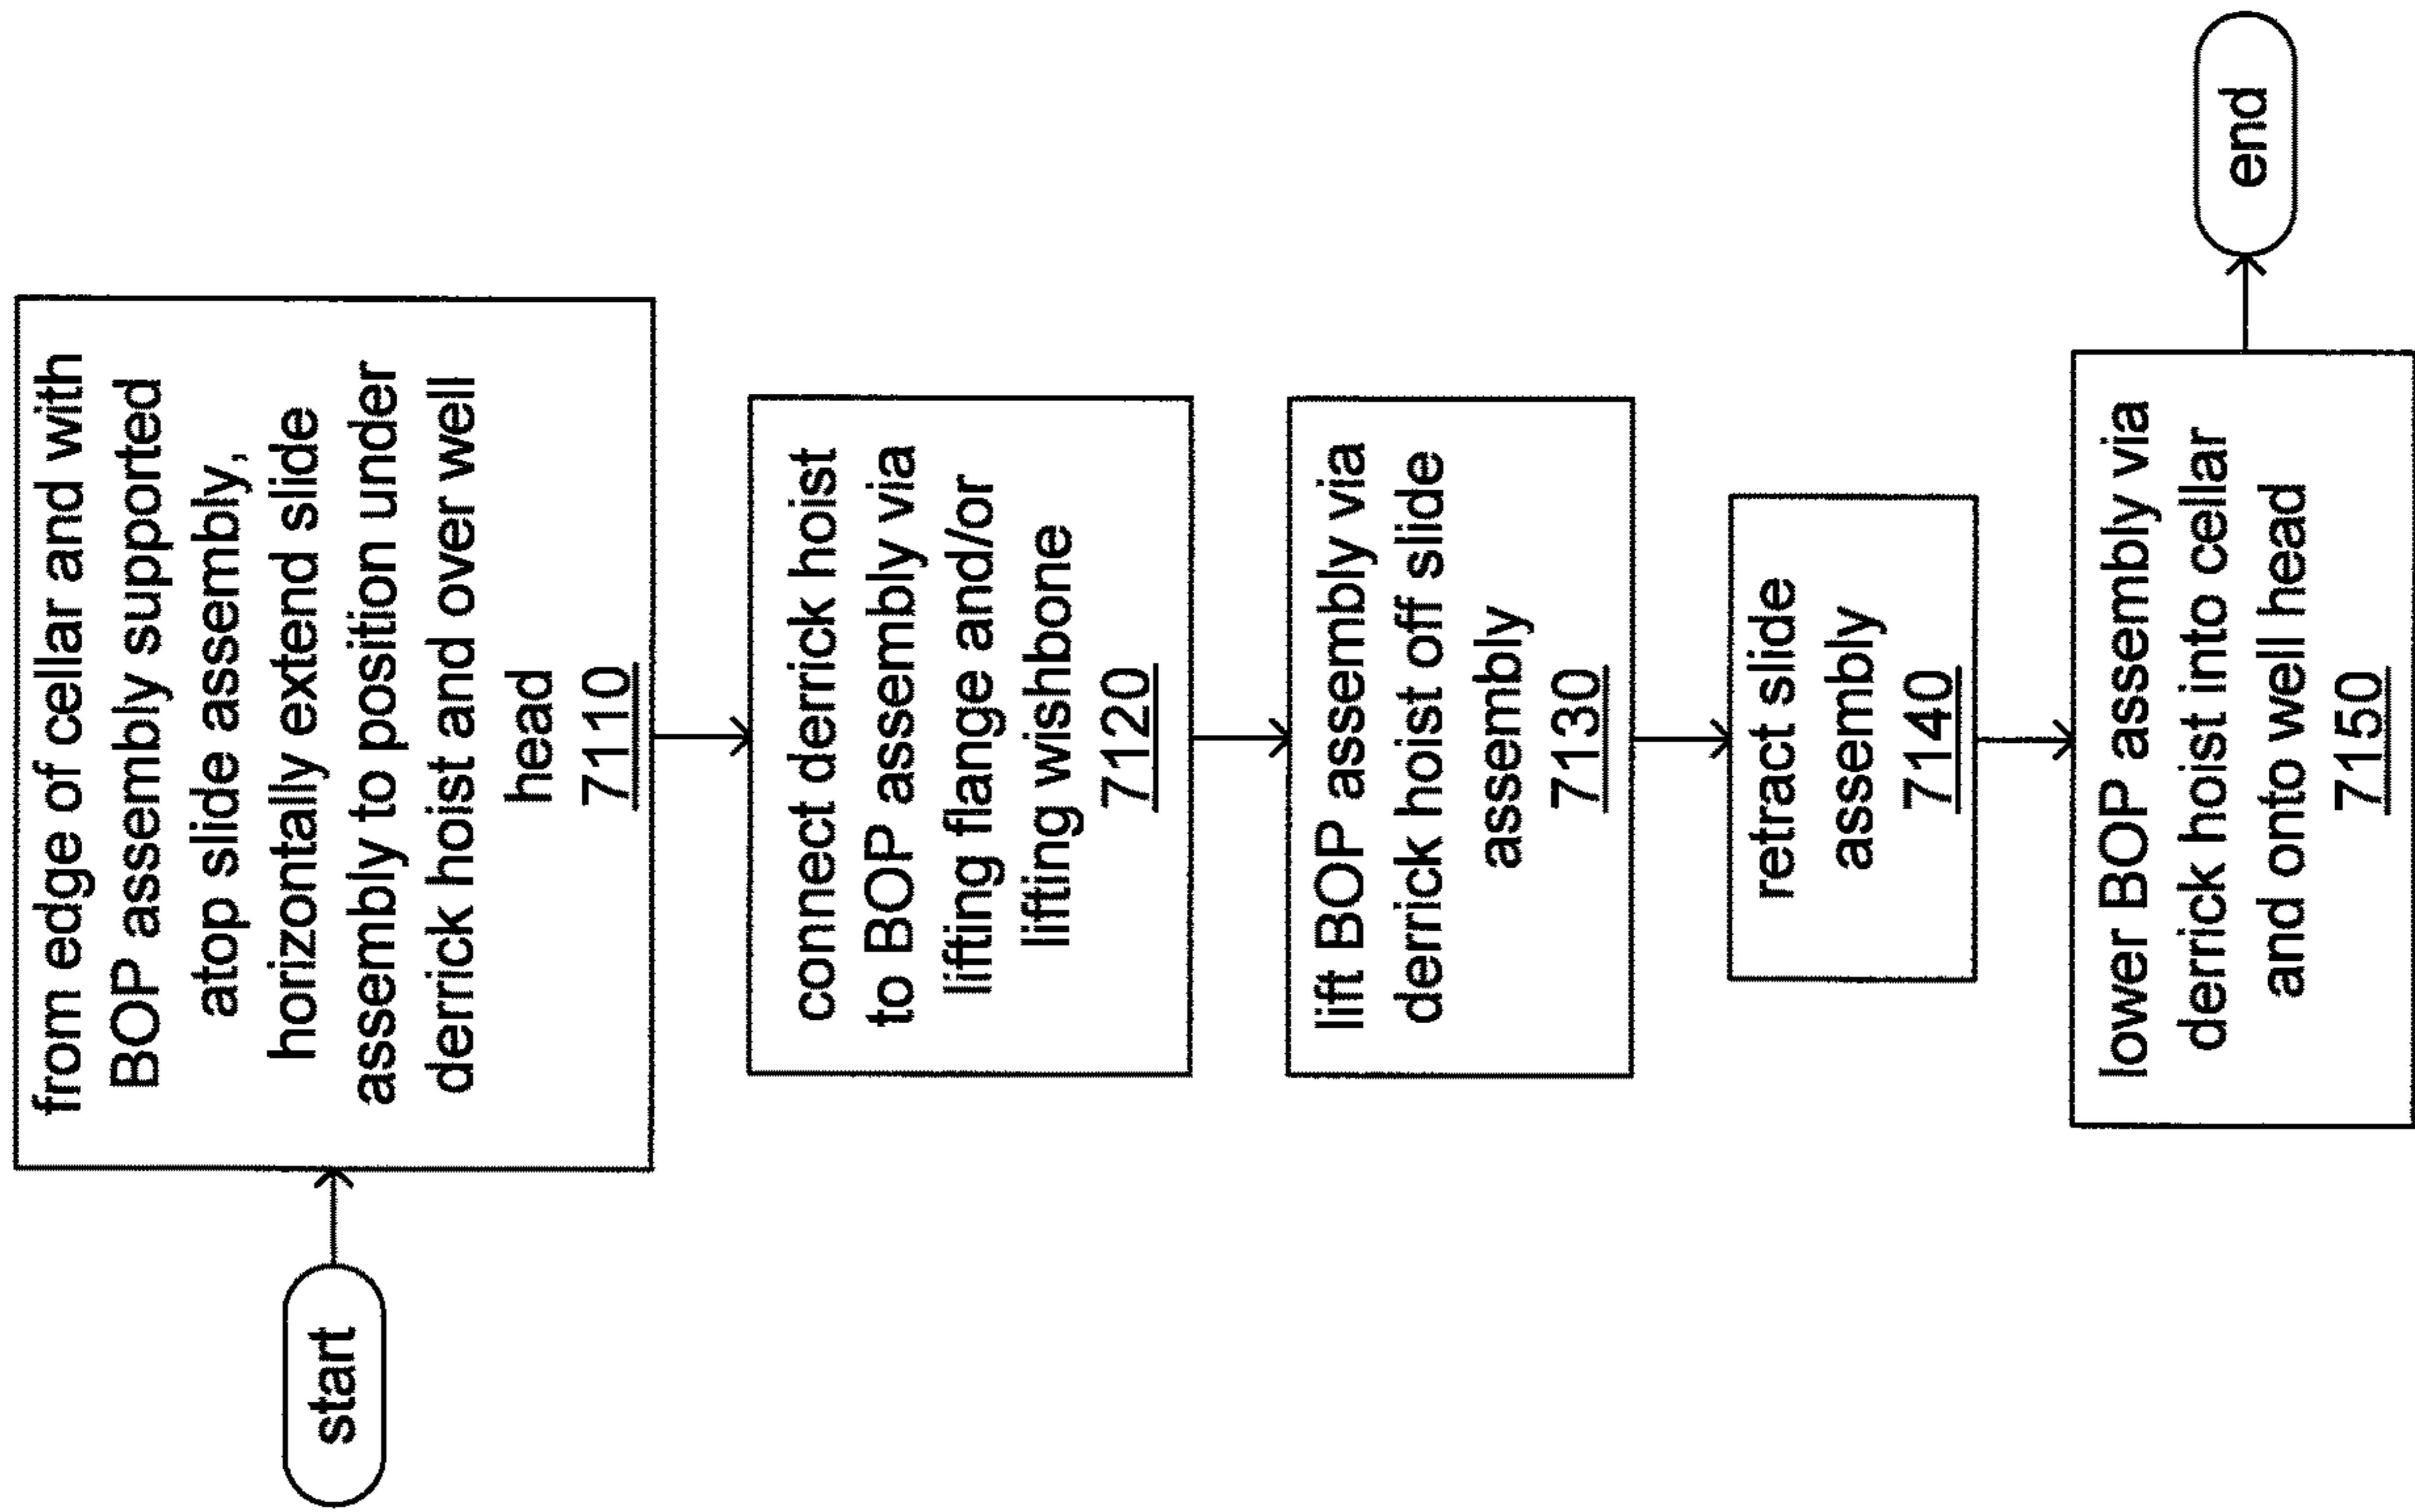 start
from edge of cellar and with
BOP assembly supported
atop slide assembly,
horizontally extend slide
assembly to position under
derrick hoist and over well
head
7110
connect derrick hoist
to BOP assembly via
lifting flange and/or
lifting wishbone
7120
lift BOP assembly via
derrick hoist off slide
assembly
7130
retract slide
assembly
7140
lower BOP assembly via
derrick hoist into cellar
and onto well head
7150
end